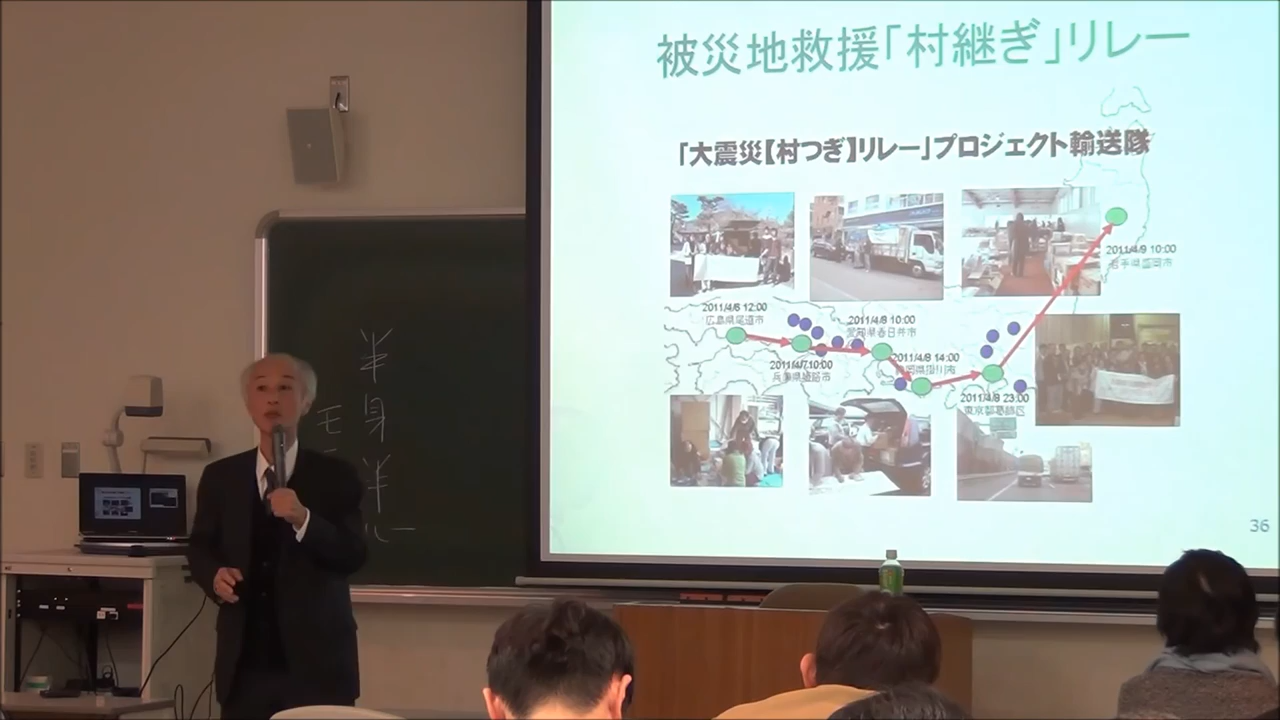 被災地救援「村継ぎ」リレー
「大震災【村つぎ】リレー」プロジェクト輸送隊
2011/4/9 10:00
岩手県盛岡市
2011/4/6 12:00
広島県尾道市
2011/4/8 10:00
愛知県春日井市
2011/4/7 10:00
兵庫県姫路市
2011/4/8 14:00
静岡県掛川市
2011/4/8 23:00
東京都葛飾区
36
半身半
モ